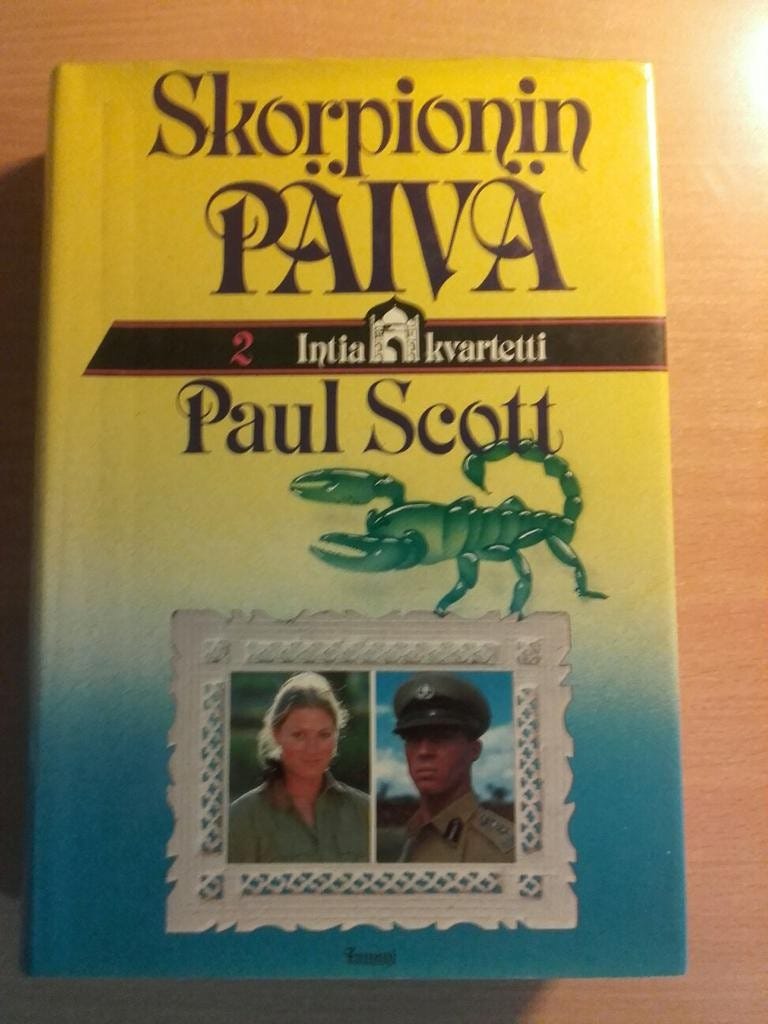 Skorpionin
PÄIVÄ
2 Intia kvartetti
Paul Scott
Tammi